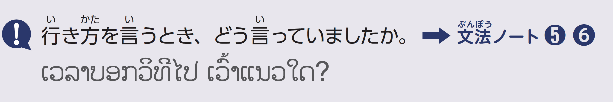 行き方を言うとき、どう言っていましたか。 ➡ 文法ノート ❺ ❻
ເວລາບອກວິທີໄປ ເວົ້າແນວໃດ?